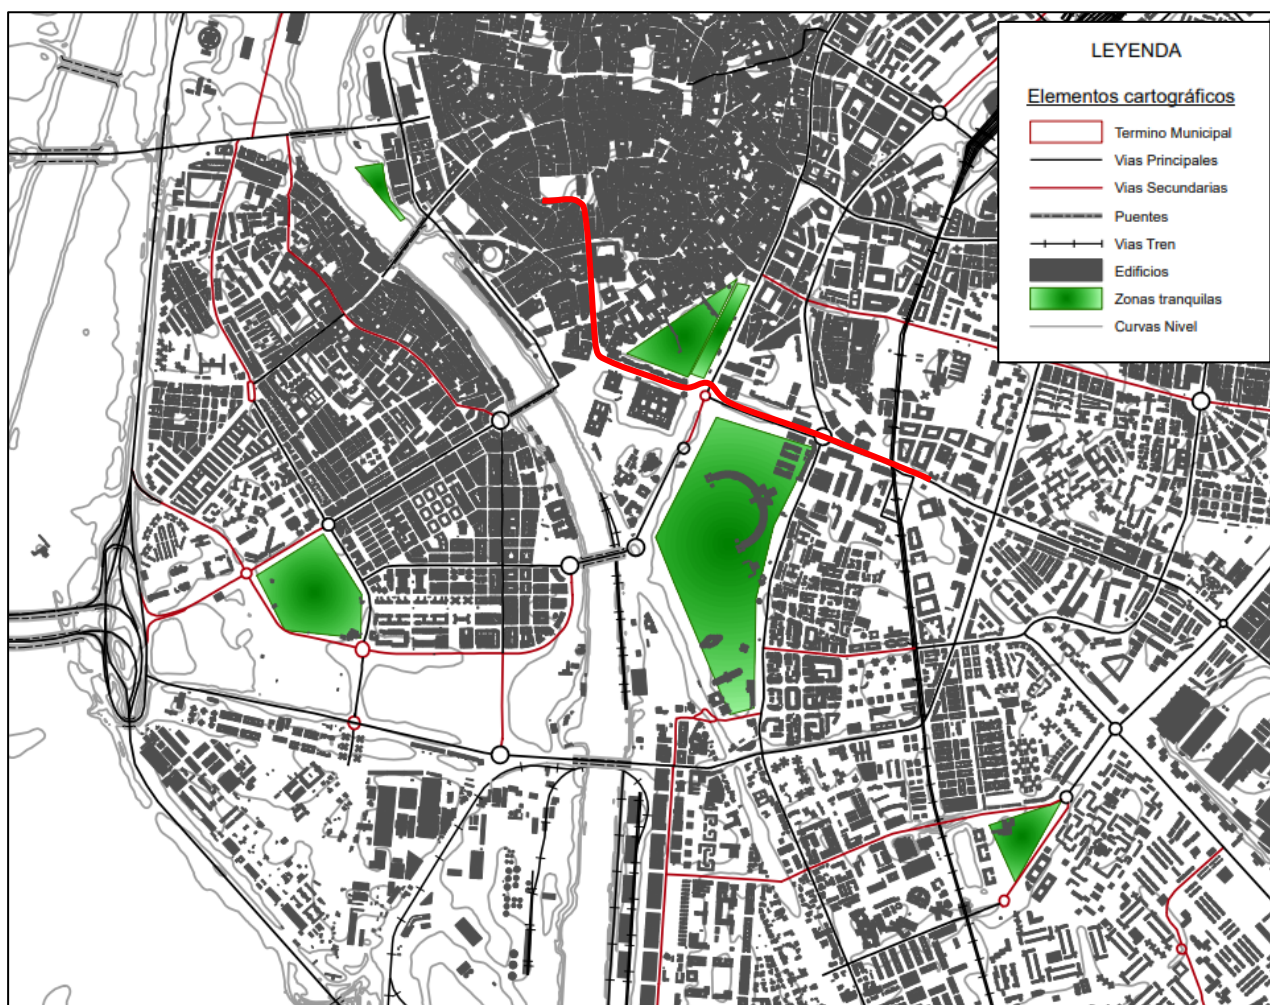 LEYENDA
Elementos cartográficos
Termino Municipal
Vias Principales
Vias Secundarias
Puentes
Vias Tren
Edificios
Zonas tranquilas
Curvas Nivel